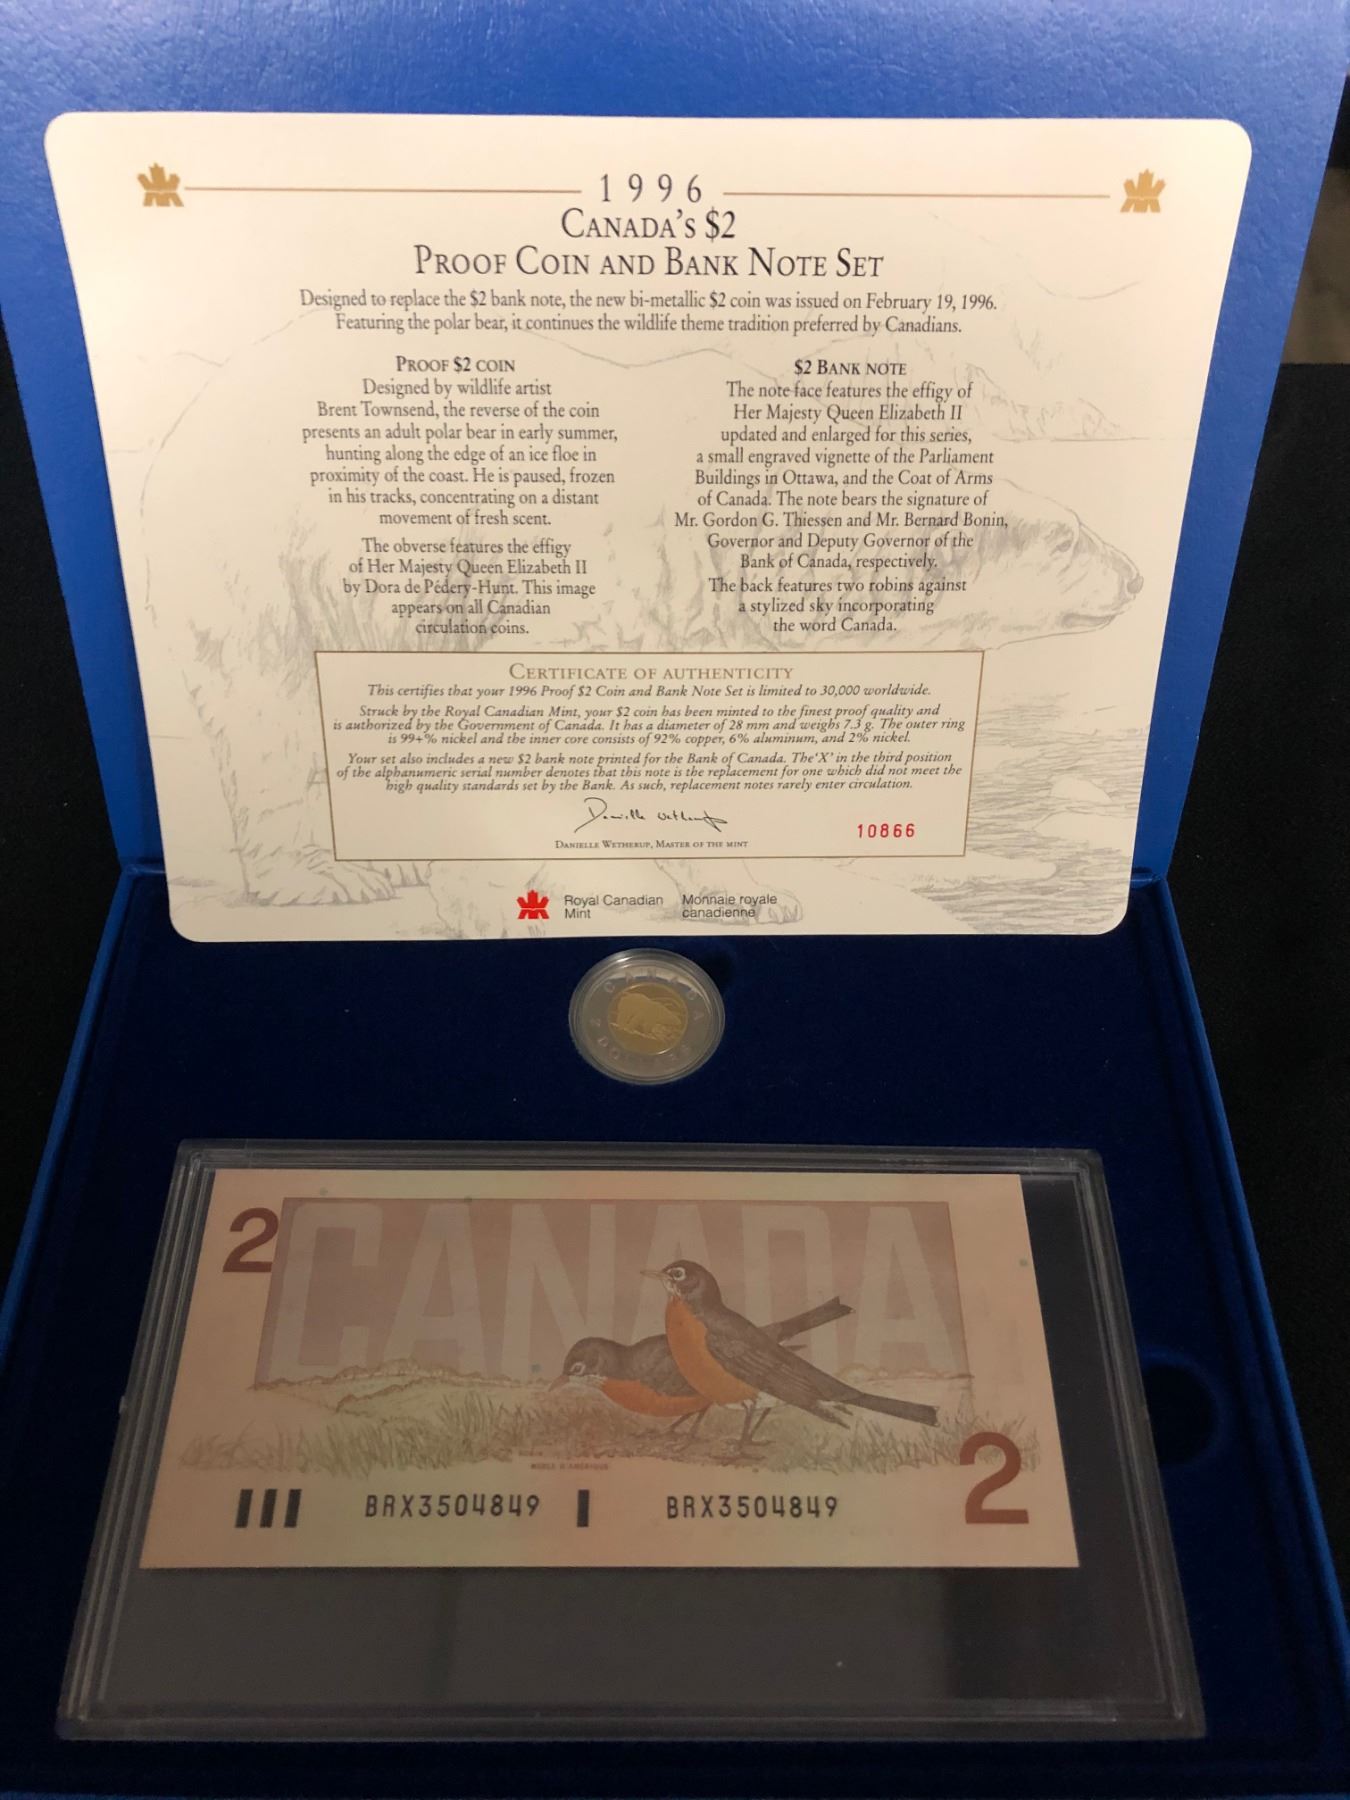 1996
CANADA'S $2
PROOF COIN AND BANK NOTE SET
Designed to replace the $2 bank note, the new bi-metallic $2 coin was issued on February 19, 1996.
Featuring the polar bear, it continues the wildlife theme tradition preferred by Canadians.
PROOF $2 COIN
Designed by wildlife artist
Brent Townsend, the reverse of the coin
presents an adult polar bear in early summer,
hunting along the edge of an ice floe in
proximity of the coast. He is paused, frozen
in his tracks, concentrating on a distant
movement of fresh scent.
The obverse features the effigy
of Her Majesty Queen Elizabeth II
by Dora de Pédery-Hunt. This image
appears on all Canadian
circulation coins.
$2 BANK NOTE
The note face features the effigy of
Her Majesty Queen Elizabeth II
updated and enlarged for this series,
a small engraved vignette of the Parliament
Buildings in Ottawa, and the Coat of Arms
of Canada. The note bears the signature of
Mr. Gordon G. Thiessen and Mr. Bernard Bonin,
Governor and Deputy Governor of the
Bank of Canada, respectively.
The back features two robins against
a stylized sky incorporating
the word Canada.
CERTIFICATE OF AUTHENTICITY
This certifies that your 1996 Proof $2 Coin and Bank Note Set is limited to 30,000 worldwide.
Struck by the Royal Canadian Mint, your $2 coin has been minted to the finest proof quality and
is authorized by the Government of Canada. It has a diameter of 28 mm and weighs 7.3 g. The outer ring
is 99+% nickel and the inner core consists of 92% copper, 6% aluminum, and 2% nickel.
Your set also includes a new $2 bank note printed for the Bank of Canada. The 'X' in the third position
of the alphanumeric serial number denotes that this note is the replacement for one which did not meet the
high quality standards set by the Bank. As such, replacement notes rarely enter circulation.
Danielle Wetherup
10866
DANIELLE WETHERUP, MASTER OF THE MINT
Royal Canadian Mint
Monnaie royale canadienne
CANADA
2 DOLLARS
2
CANADA
MERLE D'AMÉRIQUE
2
BRX3504849
BRX3504849